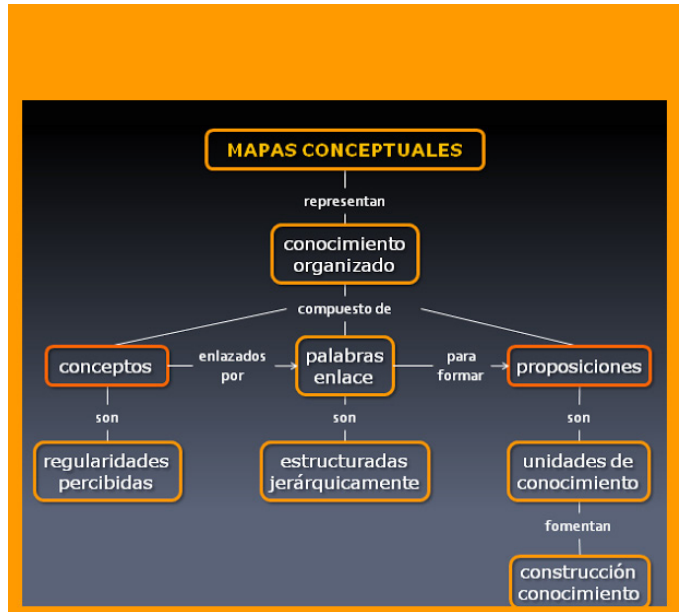 MAPAS CONCEPTUALES
representan
conocimiento
organizado
compuesto de
conceptos
enlazados
por
palabras
enlace
para
formar
proposiciones
son
son
son
regularidades
percibidas
estructuradas
jerárquicamente
unidades de
conocimiento
fomentan
construcción
conocimiento